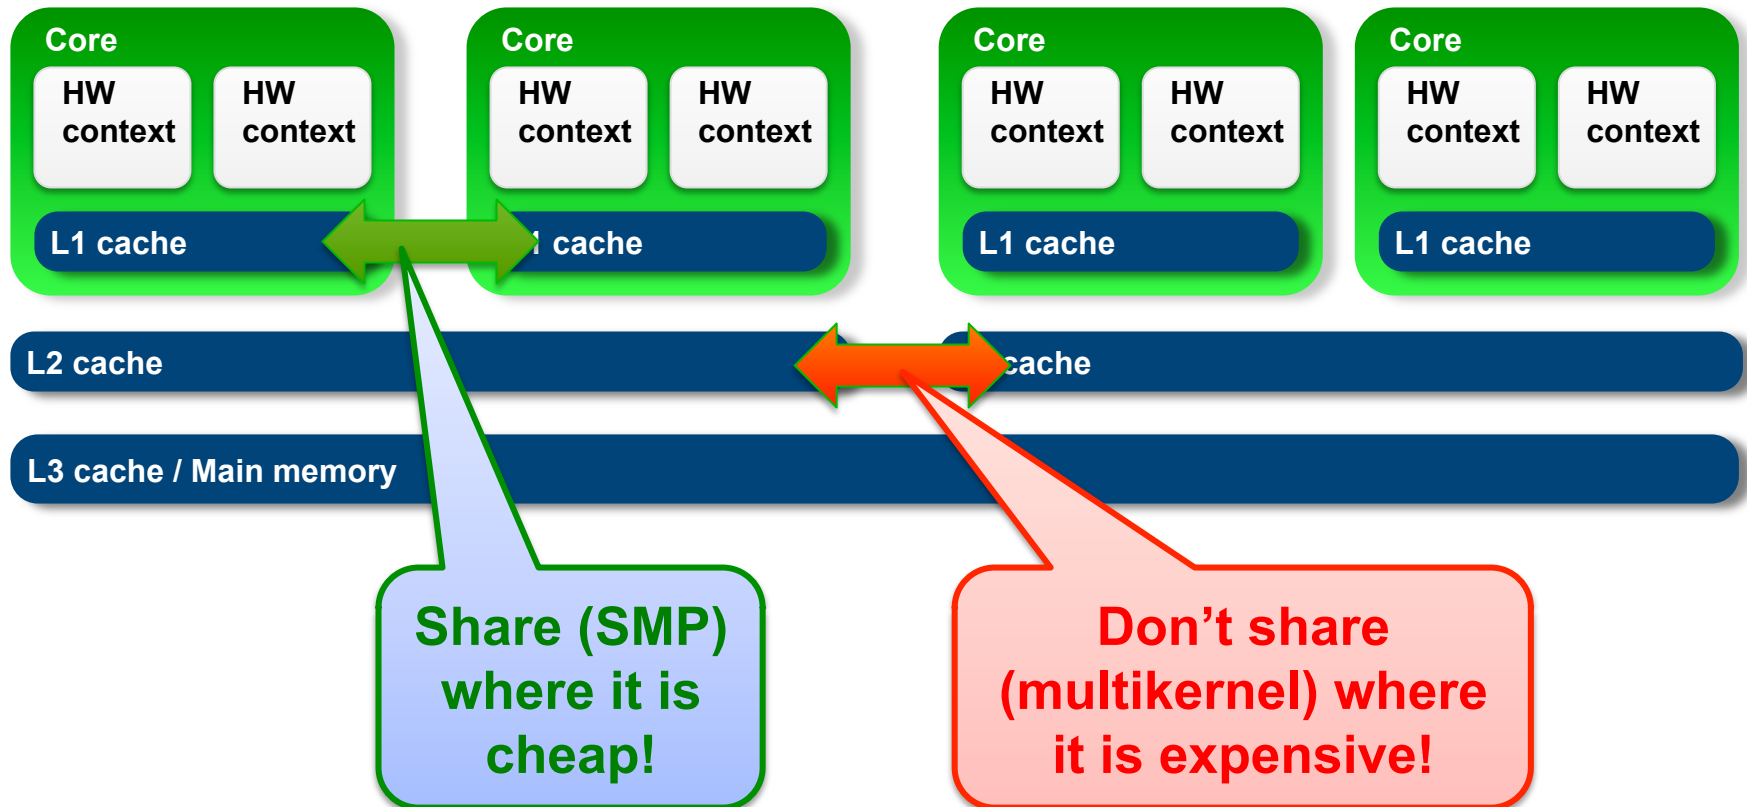 Core
HW
context
HW
context
L1 cache
Core
HW
context
HW
context
cache
Core
HW
context
HW
context
L1 cache
Core
HW
context
HW
context
L1 cache
L2 cache
cache
L3 cache / Main memory
Share (SMP)
where it is
cheap!
Don’t share
(multikernel) where
it is expensive!